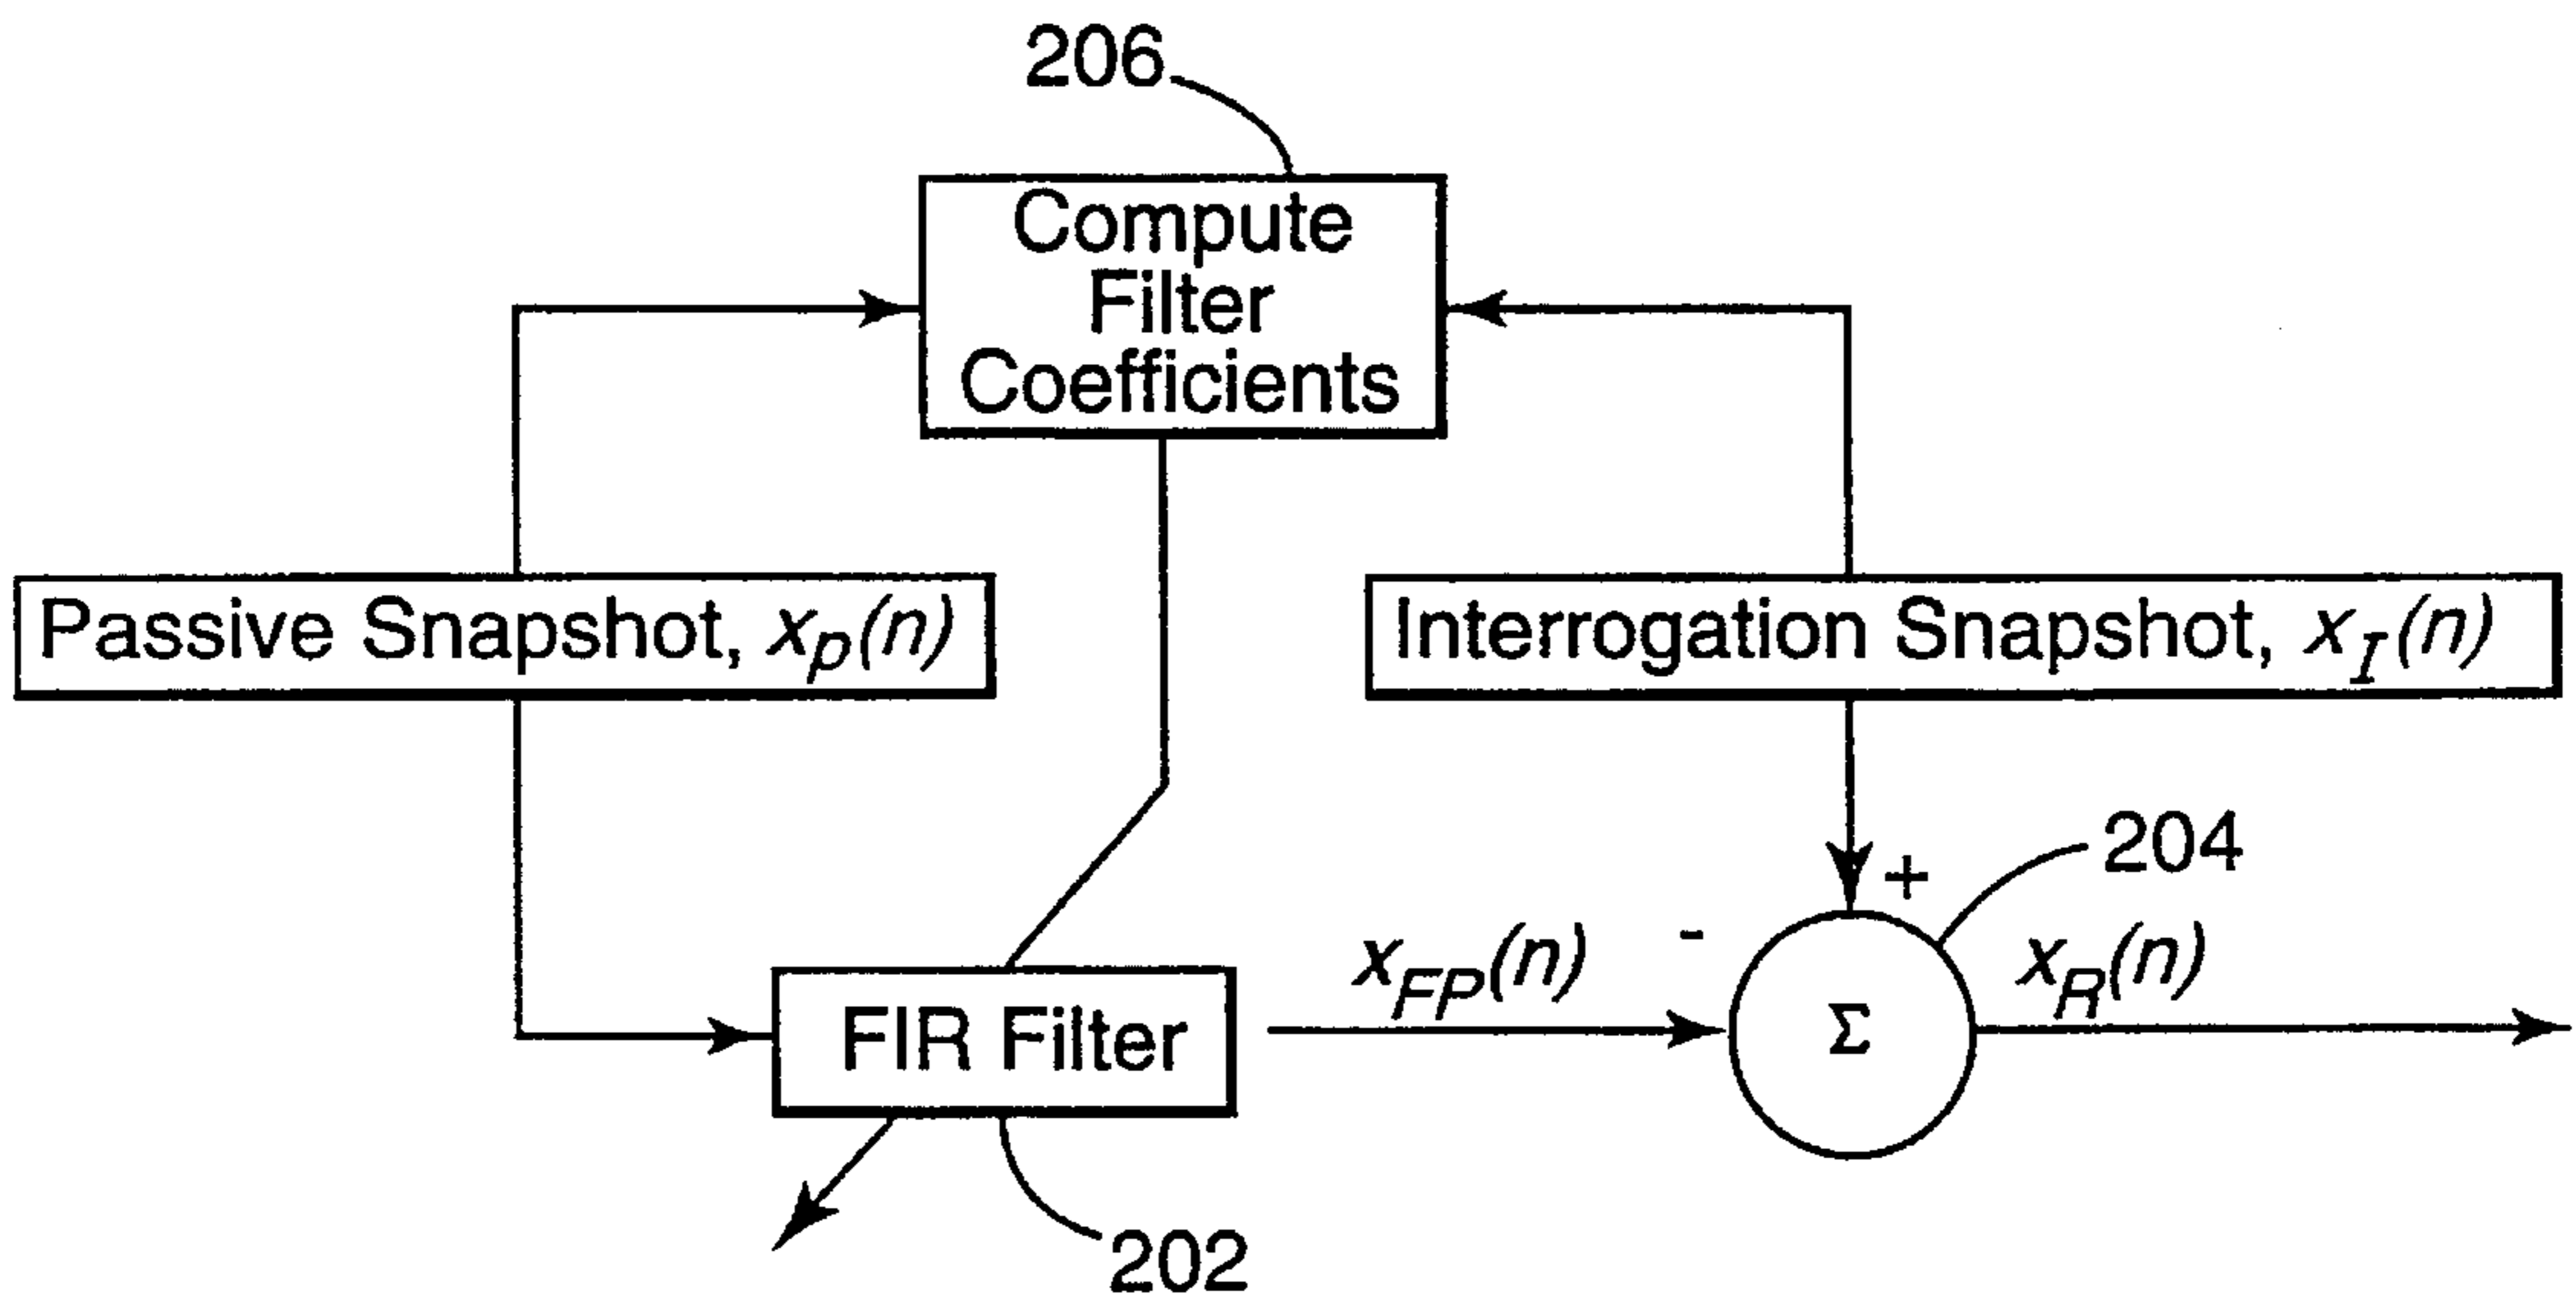 206
Compute
Filter
Coefficients
Passive Snapshot, xp(n)
Interrogation Snapshot, xI(n)
+
204
-
xFP(n)
xR(n)
Σ
FIR Filter
202